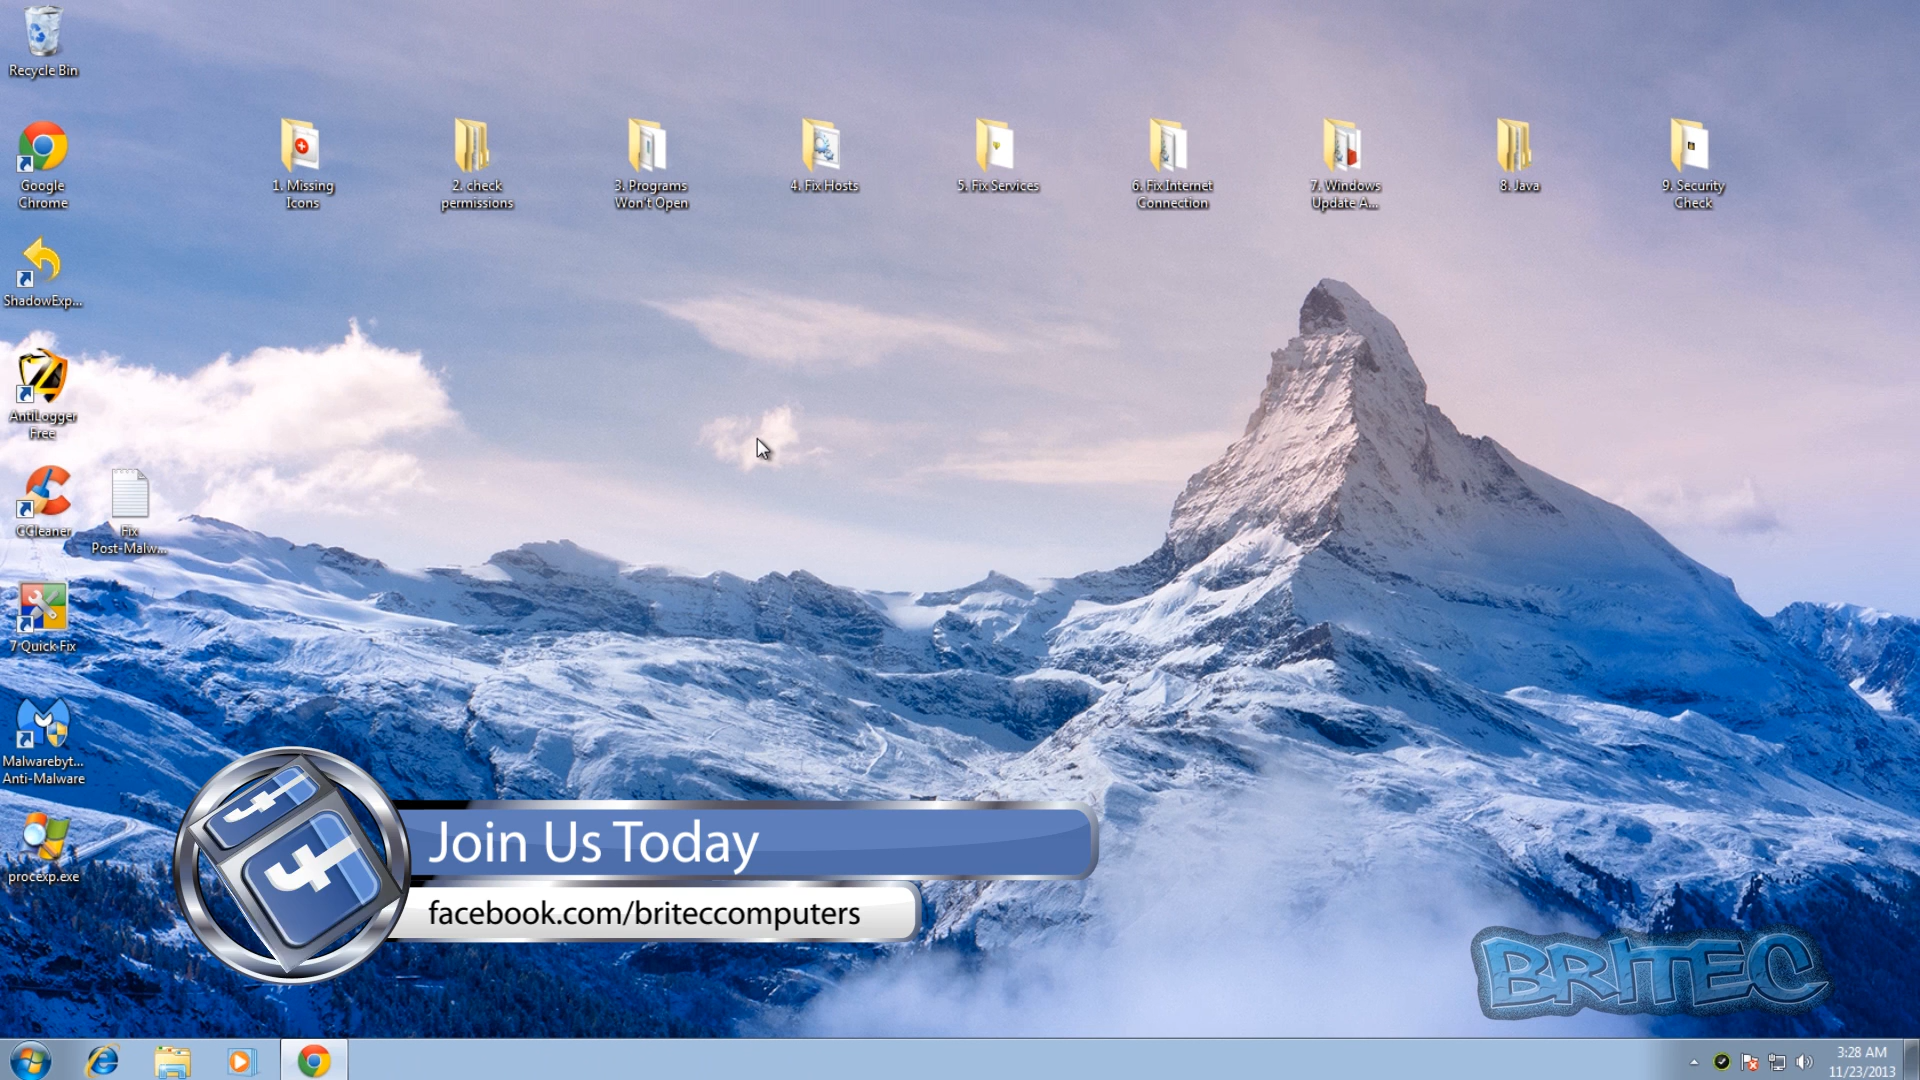 Recycle Bin
Google
Chrome
ShadowExp...
AntiLogger
Free
CCleaner
Fix
Post-Malw...
7 Quick Fix
Malwarebyt...
Anti-Malware
procexp.exe
1. Missing
Icons
2. check
permissions
3. Programs
Won't Open
4. Fix Hosts
5. Fix Services
6. Fix Internet
Connection
7. Windows
Update A...
8. Java
9. Security
Check
Join Us Today
facebook.com/briteccomputers
BRITEC
3:28 AM
11/23/2013